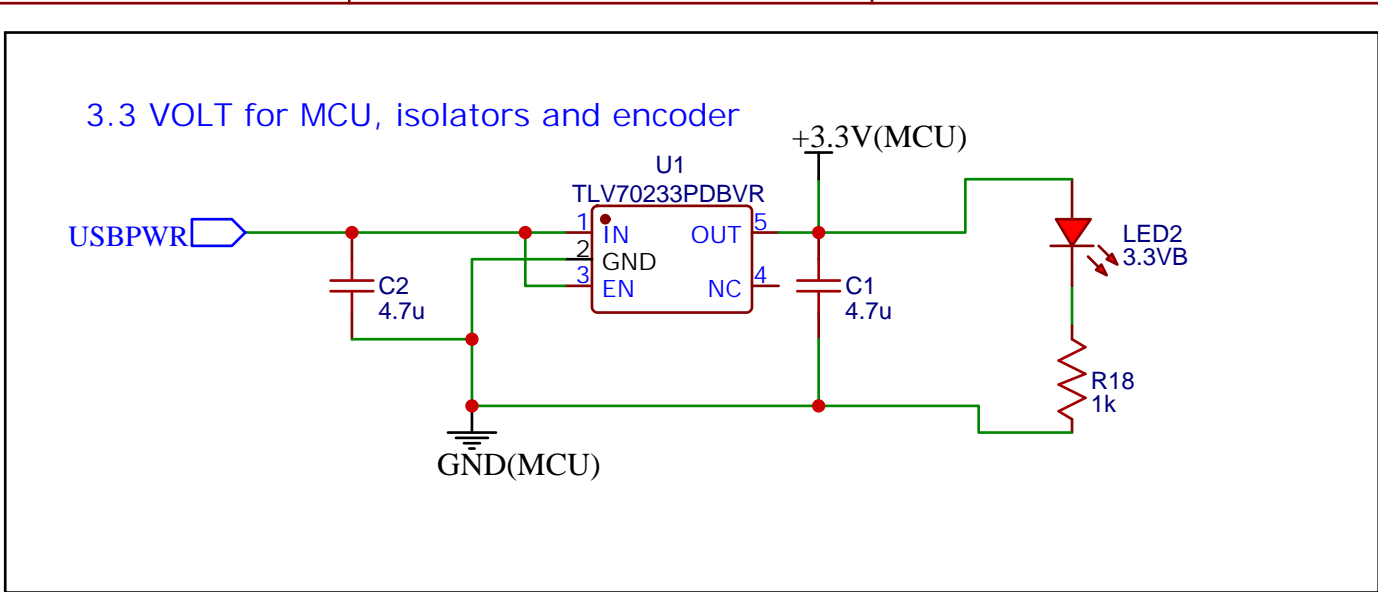 3.3 VOLT for MCU, isolators and encoder
+3.3V(MCU)
U1
TLV70233PDBVR
USBPWR
1
IN
OUT
5
2
GND
3
EN
NC
4
C2
4.7u
C1
4.7u
LED2
3.3VB
R18
1k
GND(MCU)